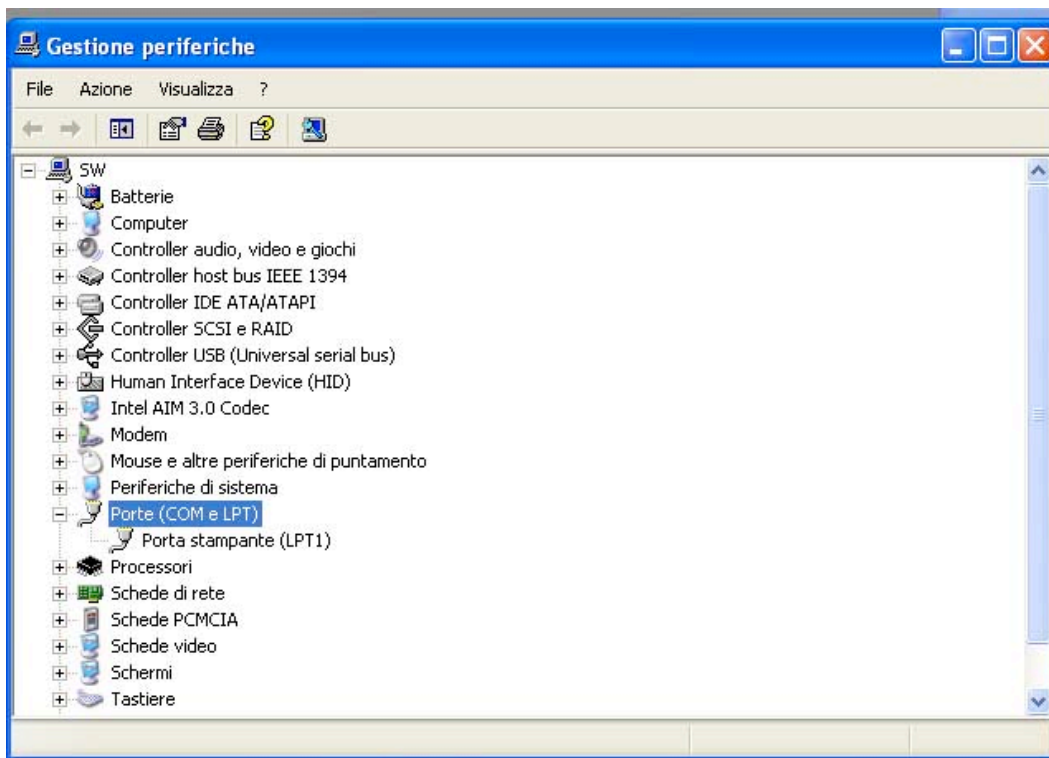 Gestione periferiche
File Azione Visualizza ?
SW
Batterie
Computer
Controller audio, video e giochi
Controller host bus IEEE 1394
Controller IDE ATA/ATAPI
Controller SCSI e RAID
Controller USB (Universal serial bus)
Human Interface Device (HID)
Intel AIM 3.0 Codec
Modem
Mouse e altre periferiche di puntamento
Periferiche di sistema
Porte (COM e LPT)
Porta stampante (LPT1)
Processori
Schede di rete
Schede PCMCIA
Schede video
Schermi
Tastiere